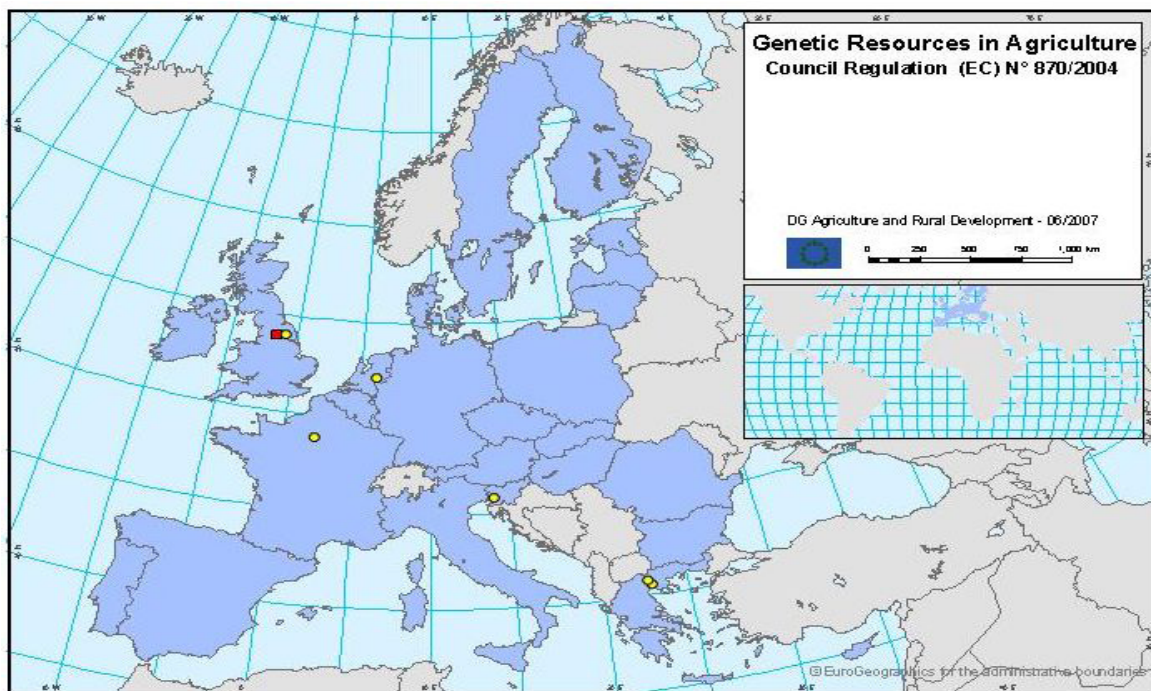 Genetic Resources in Agriculture
Council Regulation (EC) N° 870/2004
DG Agriculture and Rural Development - 06/2007
0 250 500 750 1,000 km
© EuroGeographics for the administrative boundaries